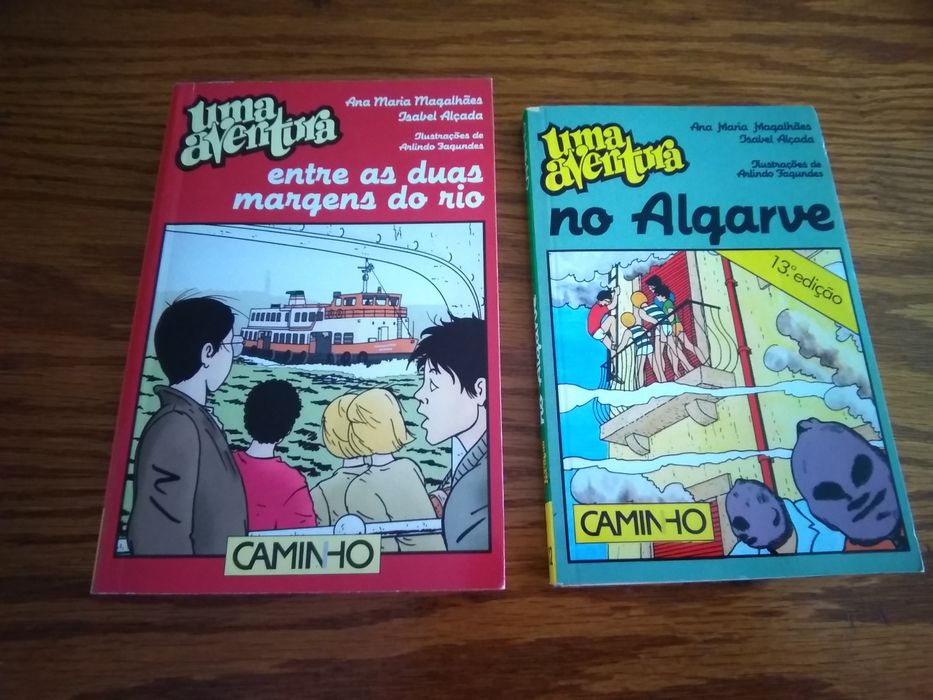 uma
aventura
Ana Maria Magalhães
Isabel Alçada
Ilustrações de
Arlindo Fagundes
entre as duas
margens do rio
CAMINHO
uma
aventura
Ana Maria Magalhães
Isabel Alçada
Ilustrações de
Arlindo Fagundes
no Algarve
13.ª edição
CAMINHO